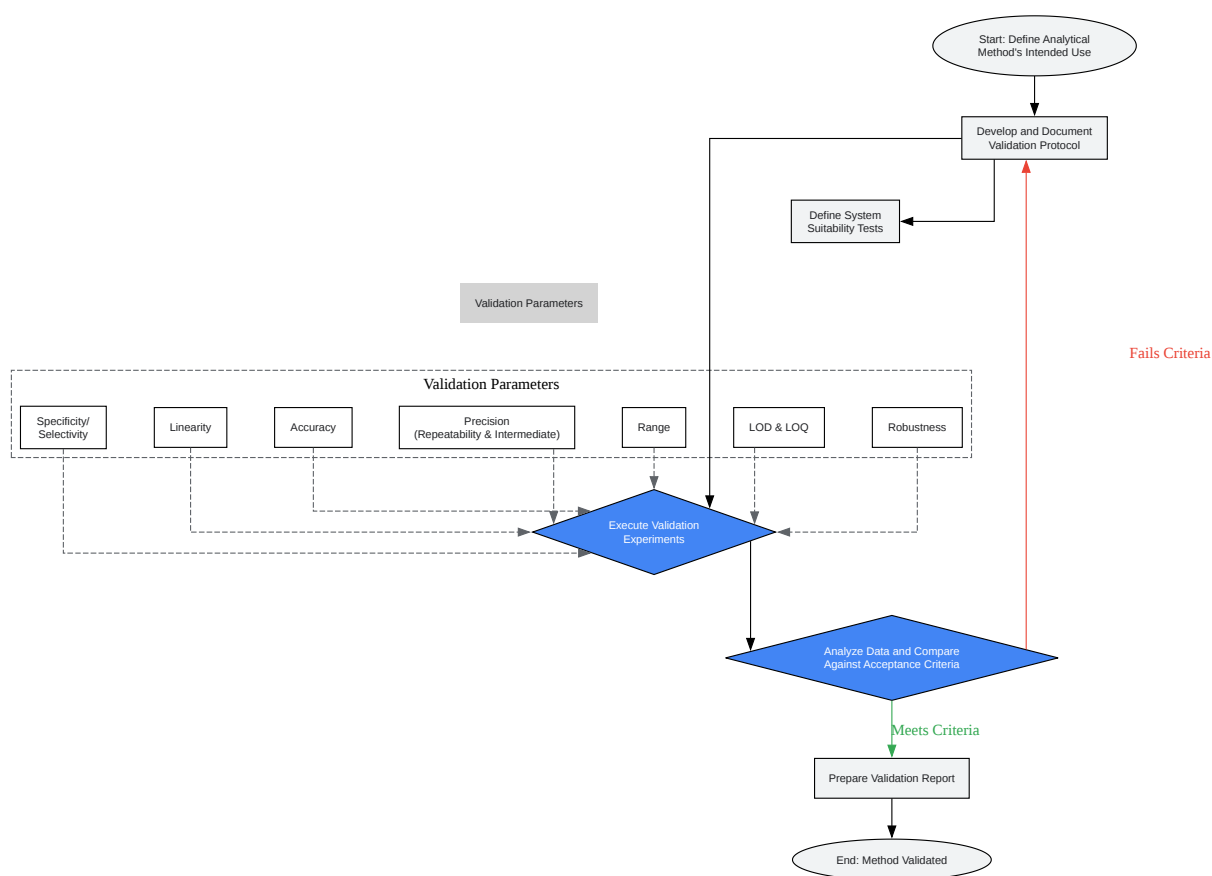 Start: Define Analytical
Method's Intended Use
Develop and Document
Validation Protocol
Define System
Suitability Tests
Validation Parameters
Fails Criteria
Validation Parameters
Specificity/
Selectivity
Linearity
Accuracy
Precision
(Repeatability & Intermediate)
Range
LOD & LOQ
Robustness
Execute Validation
Experiments
Analyze Data and Compare
Against Acceptance Criteria
Meets Criteria
Prepare Validation Report
End: Method Validated